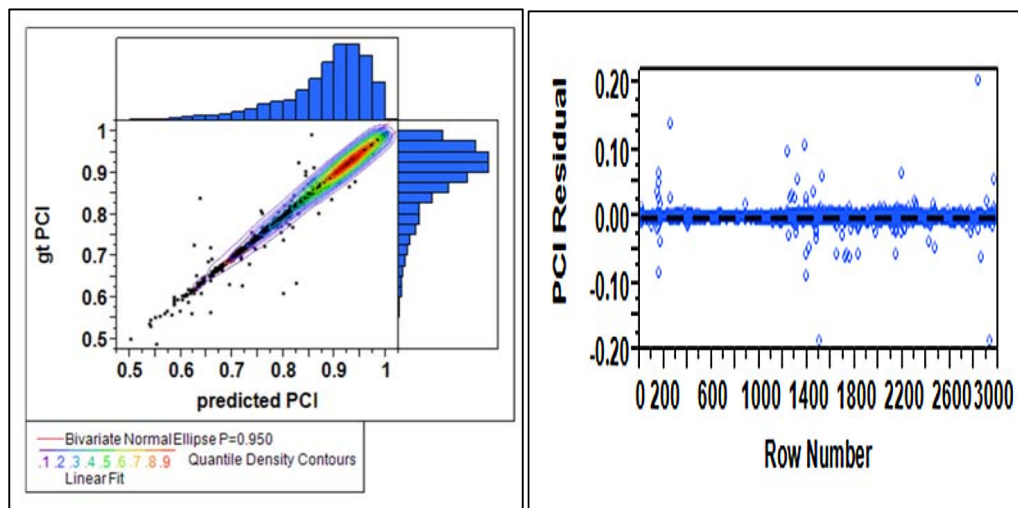 gt PCI
1
0.9
0.8
0.7
0.6
0.5
0.5 0.6 0.7 0.8 0.9 1
predicted PCI
Bivariate Normal Ellipse P=0.950
.1 .2 .3 .4 .5 .6 .7 .8 .9 Quantile Density Contours
Linear Fit
PCI Residual
0.20
0.10
0.00
-0.10
-0.20
0 200 600 1000 1400 1800 2200 2600 3000
Row Number